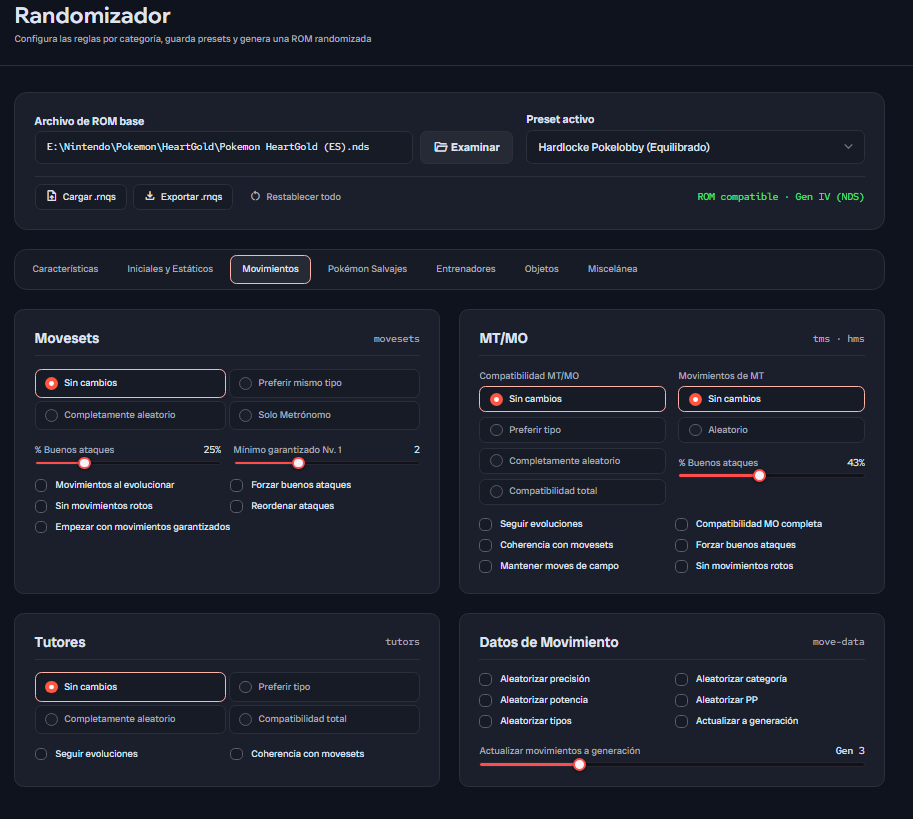 Randomizador
Configura las reglas por categoría, guarda presets y genera una ROM randomizada
Archivo de ROM base
E:\Nintendo\Pokemon\HeartGold\Pokemon HeartGold (ES).nds
Examinar
Preset activo
Hardlocke Pokelobby (Equilibrado)
Cargar .rnqs
Exportar .rnqs
Restablecer todo
ROM compatible · Gen IV (NDS)
Características
Iniciales y Estáticos
Movimientos
Pokémon Salvajes
Entrenadores
Objetos
Miscelánea
Movesets
movesets
Sin cambios
Preferir mismo tipo
Completamente aleatorio
Solo Metrónomo
% Buenos ataques
25%
Mínimo garantizado Nv. 1
2
Movimientos al evolucionar
Forzar buenos ataques
Sin movimientos rotos
Reordenar ataques
Empezar con movimientos garantizados
MT/MO
tms · hms
Compatibilidad MT/MO
Sin cambios
Preferir tipo
Completamente aleatorio
Compatibilidad total
Movimientos de MT
Sin cambios
Aleatorio
% Buenos ataques
43%
Seguir evoluciones
Compatibilidad MO completa
Coherencia con movesets
Forzar buenos ataques
Mantener moves de campo
Sin movimientos rotos
Tutores
tutors
Sin cambios
Preferir tipo
Completamente aleatorio
Compatibilidad total
Seguir evoluciones
Coherencia con movesets
Datos de Movimiento
move-data
Aleatorizar precisión
Aleatorizar categoría
Aleatorizar potencia
Aleatorizar PP
Aleatorizar tipos
Actualizar a generación
Actualizar movimientos a generación
Gen 3